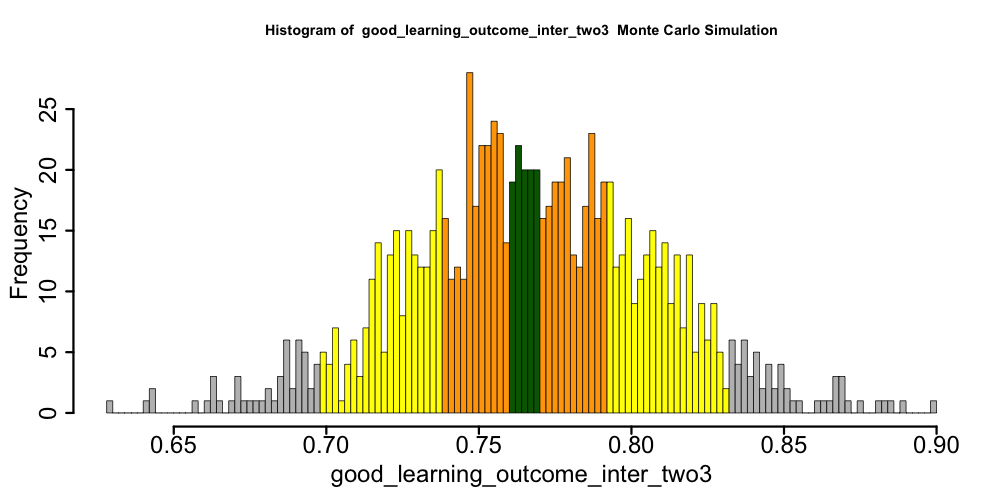 Histogram of  good_learning_outcome_inter_two3  Monte Carlo Simulation
Frequency
25
20
15
10
5
0
0.65 0.70 0.75 0.80 0.85 0.90
good_learning_outcome_inter_two3